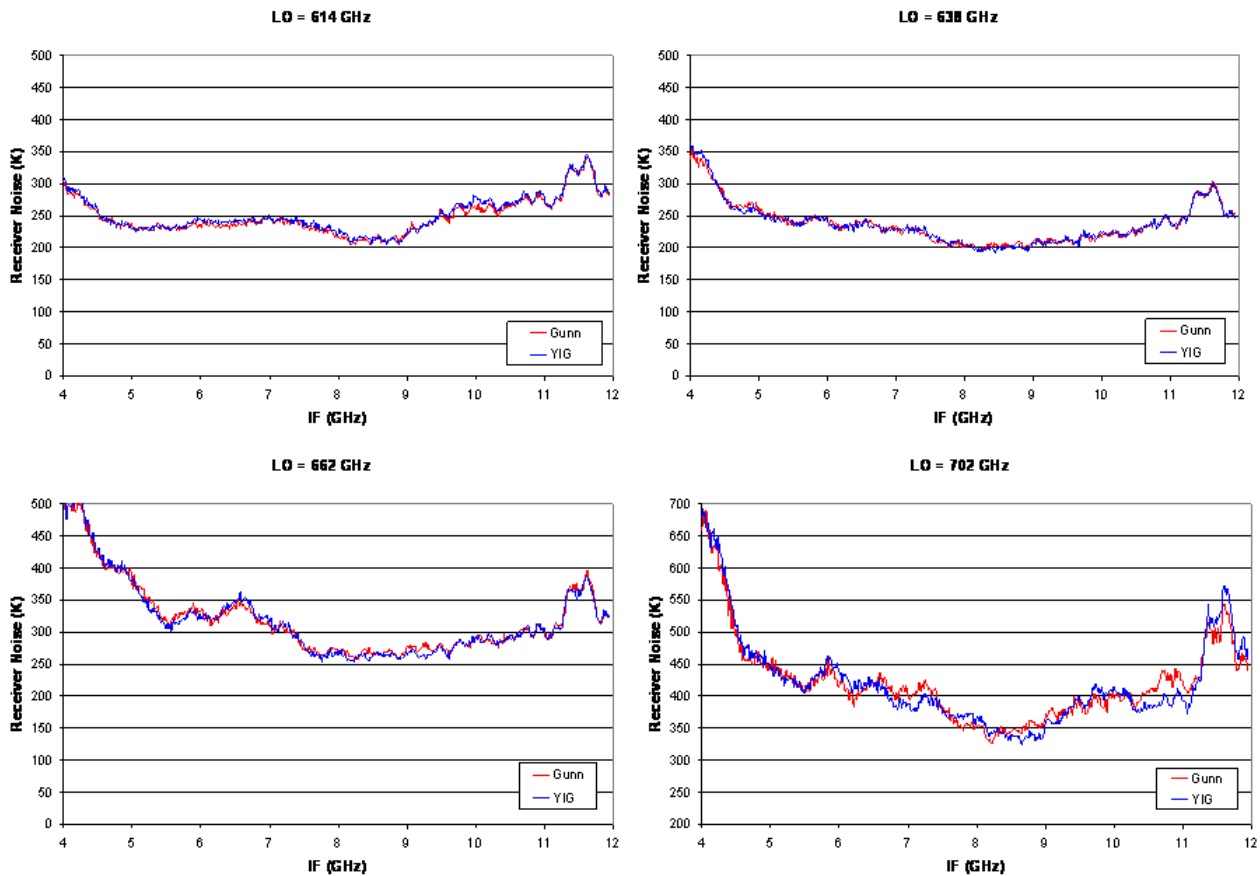 LO = 614 GHz
500
450
400
350
300
250
200
150
100
50
0
Receiver Noise (K)
4 5 6 7 8 9 10 11 12
IF (GHz)
Gunn
YIG
LO = 638 GHz
500
450
400
350
300
250
200
150
100
50
0
Receiver Noise (K)
4 5 6 7 8 9 10 11 12
IF (GHz)
Gunn
YIG
LO = 662 GHz
500
450
400
350
300
250
200
150
100
50
0
Receiver Noise (K)
4 5 6 7 8 9 10 11 12
IF (GHz)
Gunn
YIG
LO = 702 GHz
700
650
600
550
500
450
400
350
300
250
200
Receiver Noise (K)
4 5 6 7 8 9 10 11 12
IF (GHz)
Gunn
YIG